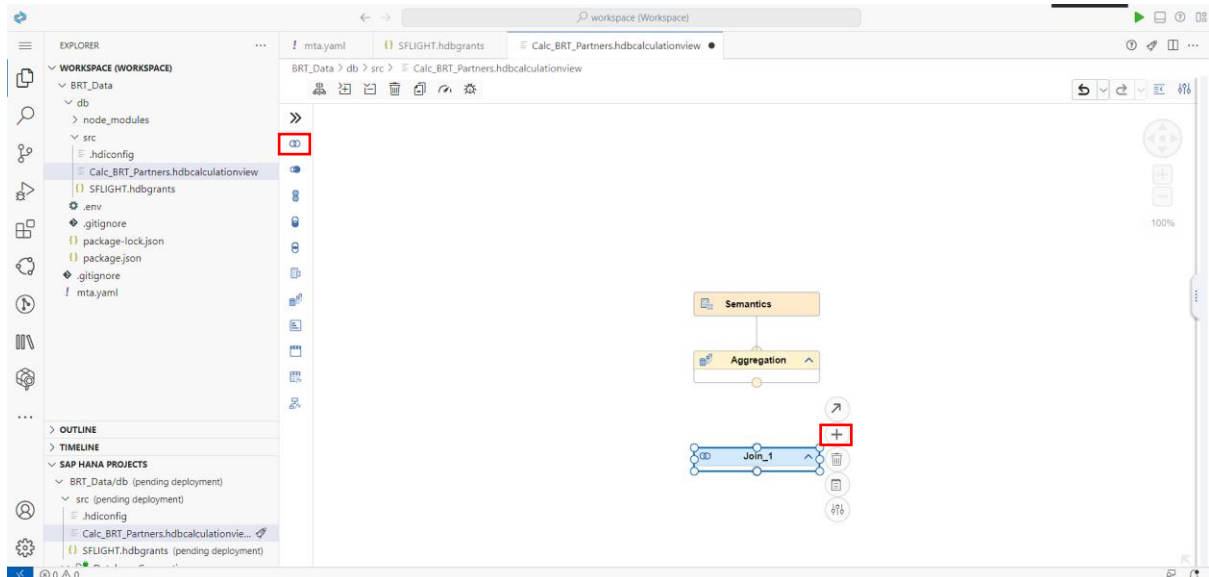 workspace (Workspace)
EXPLORER
mta.yaml
SFLIGHT.hdbgrants
Calc_BRT_Partners.hdbcalculationview
WORKSPACE (WORKSPACE)
BRT_Data > db > src > Calc_BRT_Partners.hdbcalculationview
BRT_Data
db
node_modules
src
.hdiconfig
Calc_BRT_Partners.hdbcalculationview
SFLIGHT.hdbgrants
.env
.gitignore
package-lock.json
package.json
.gitignore
mta.yaml
100%
Semantics
Aggregation
Join_1
OUTLINE
TIMELINE
SAP HANA PROJECTS
BRT_Data/db (pending deployment)
src (pending deployment)
.hdiconfig
Calc_BRT_Partners.hdbcalculationvie...
SFLIGHT.hdbgrants (pending deployment)
0 0